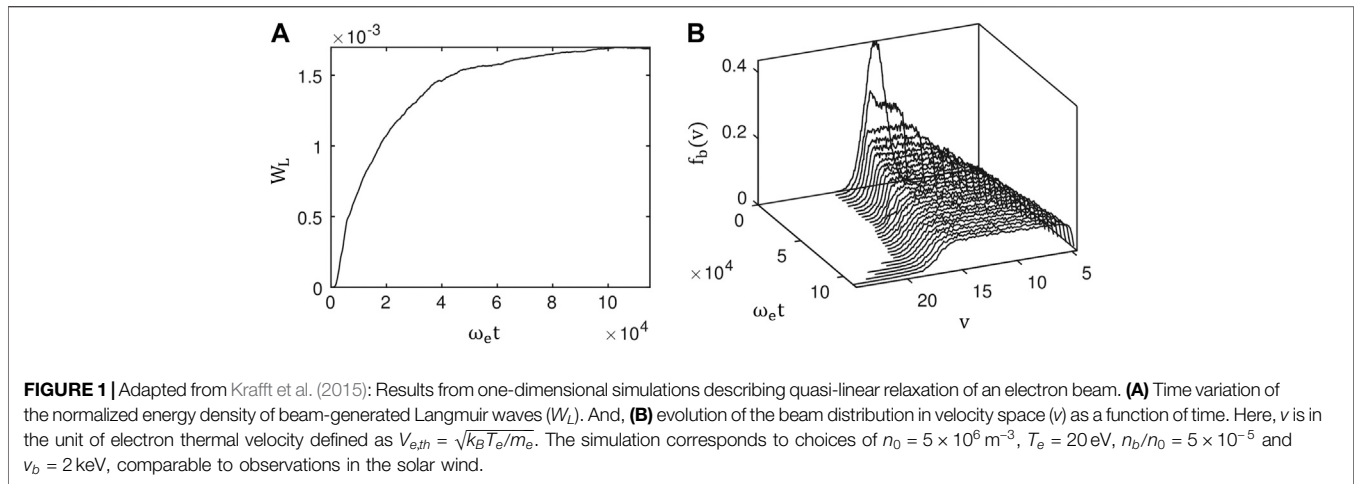 A
×10⁻³
1.5
1
0.5
0
W_L
0 2 4 6 8 10
ω_e t
×10⁴
B
0.4
0.2
0
f_b(v)
0
5
10
×10⁴
ω_e t
20
15
10
5
v
FIGURE 1 | Adapted from Krafft et al. (2015): Results from one-dimensional simulations describing quasi-linear relaxation of an electron beam. (A) Time variation of
the normalized energy density of beam-generated Langmuir waves (W_L). And, (B) evolution of the beam distribution in velocity space (v) as a function of time. Here, v is in
the unit of electron thermal velocity defined as V_{e,th} = √(k_B T_e/m_e). The simulation corresponds to choices of n_0 = 5 × 10⁶ m⁻³, T_e = 20 eV, n_b/n_0 = 5 × 10⁻⁵ and
v_b = 2 keV, comparable to observations in the solar wind.